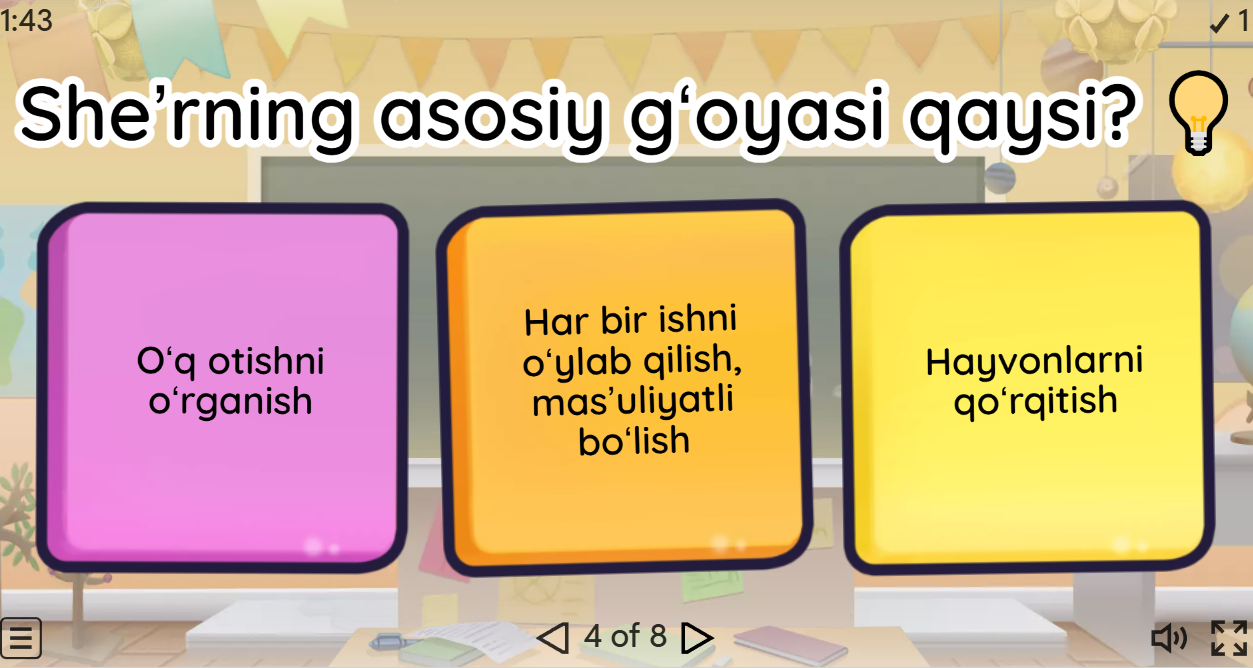 1:43
✓ 1
She’rning asosiy g‘oyasi qaysi?
O‘q otishni
o‘rganish
Har bir ishni
o‘ylab qilish,
mas’uliyatli
bo‘lish
Hayvonlarni
qo‘rqitish
4 of 8